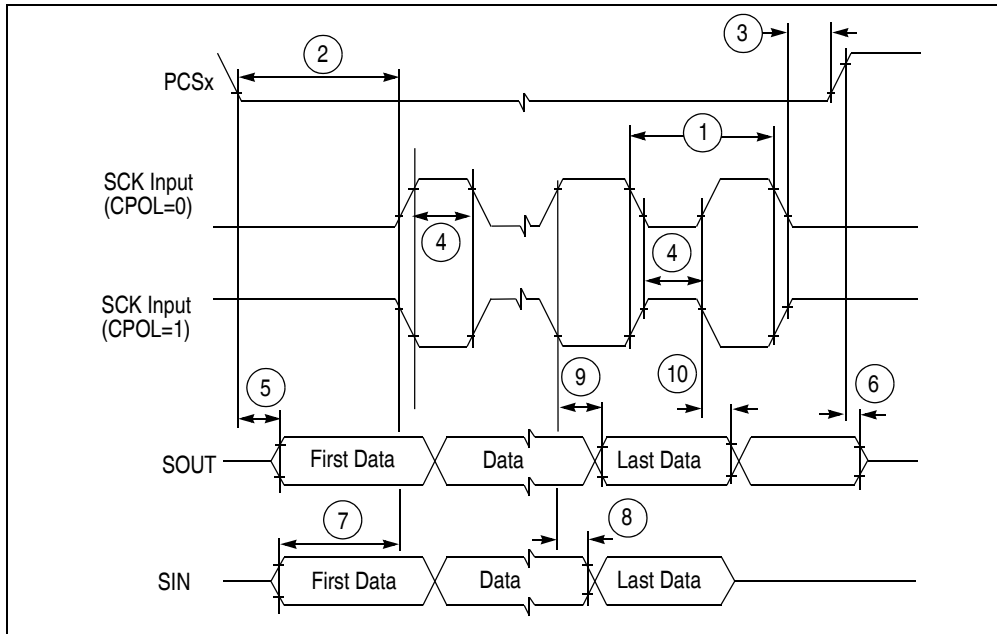 3
2
PCSx
1
SCK Input
(CPOL=0)
4
4
SCK Input
(CPOL=1)
5
9
10
6
SOUT
First Data
Data
Last Data
7
8
SIN
First Data
Data
Last Data